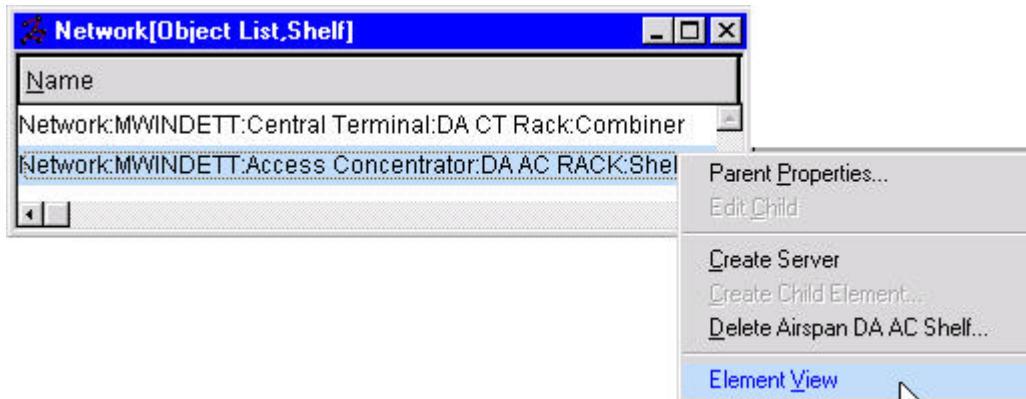 Network[Object List,Shelf]
Name
Network:MWINDETT:Central Terminal:DA CT Rack:Combiner
Network:MWINDETT:Access Concentrator:DA AC RACK:Shel
Parent Properties...
Edit Child
Create Server
Create Child Element...
Delete Airspan DA AC Shelf...
Element View